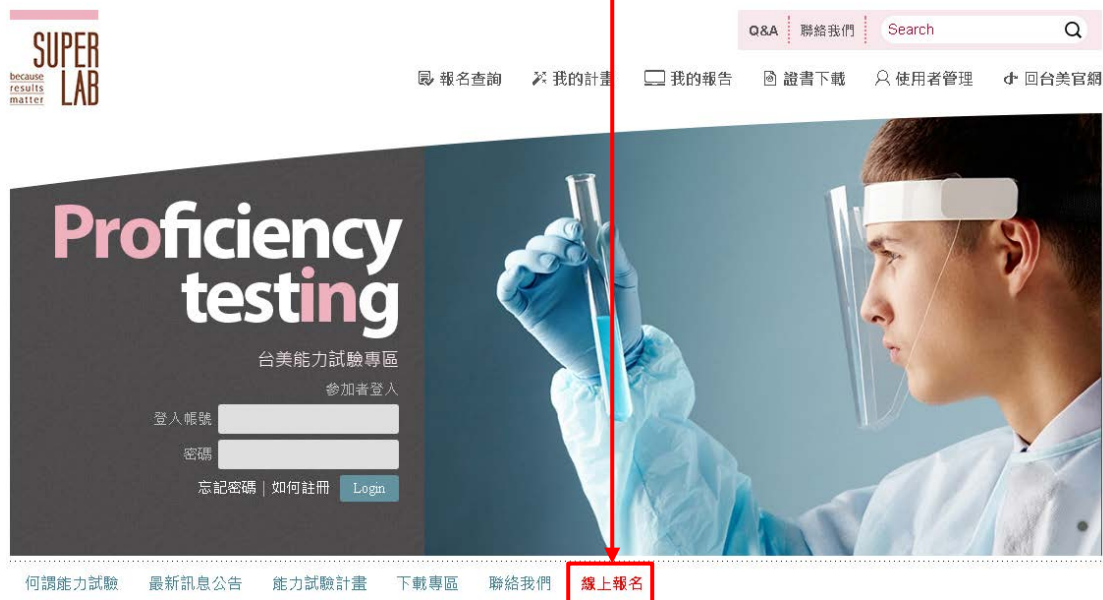 SUPER
LAB
because
results
matter
Q&A 聯絡我們 Search
報名查詢 我的計畫 我的報告 證書下載 使用者管理 回台美官網
Proficiency
testing
台美能力試驗專區
參加者登入
登入帳號
密碼
忘記密碼 | 如何註冊 Login
何謂能力試驗 最新訊息公告 能力試驗計畫 下載專區 聯絡我們 線上報名